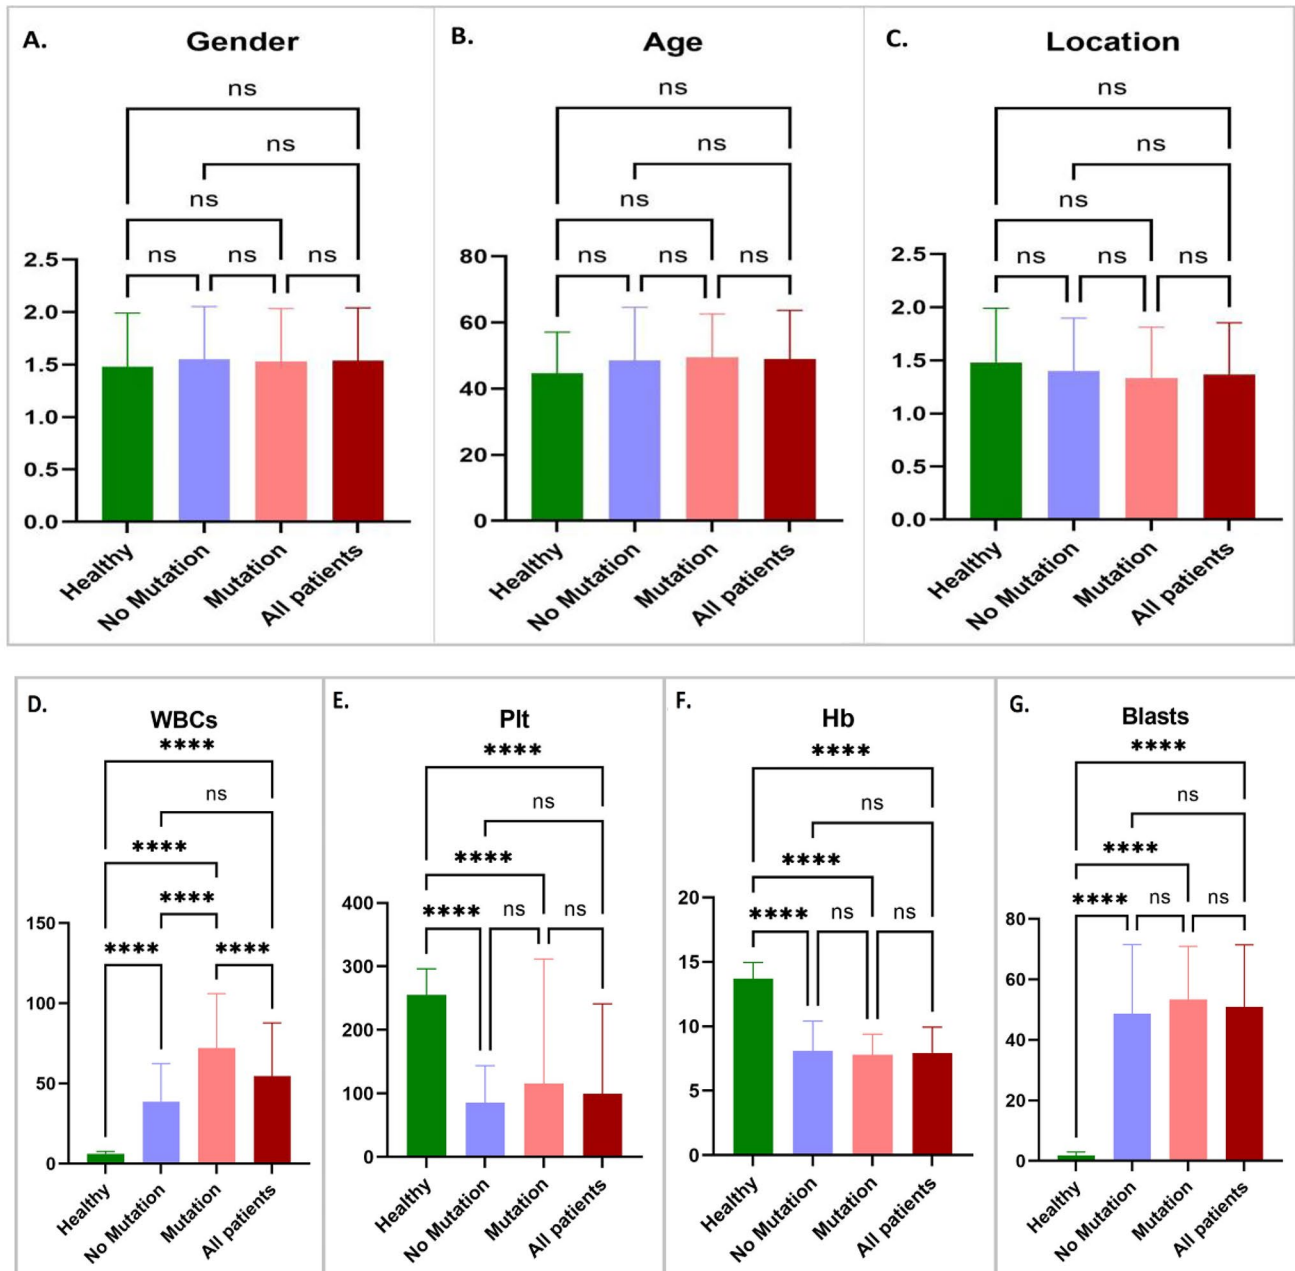 A.
Gender
ns
ns
ns
ns ns ns
2.5
2.0
1.5
1.0
0.5
0.0
Healthy
No Mutation
Mutation
All patients
B.
Age
ns
ns
ns
ns ns ns
80
60
40
20
0
Healthy
No Mutation
Mutation
All patients
C.
Location
ns
ns
ns
ns ns ns
2.5
2.0
1.5
1.0
0.5
0.0
Healthy
No Mutation
Mutation
All patients
D.
WBCs
****
ns
****
****
**** ****
150
100
50
0
Healthy
No Mutation
Mutation
All patients
E.
Plt
****
ns
****
**** ns ns
400
300
200
100
0
Healthy
No Mutation
Mutation
All patients
F.
Hb
****
ns
****
**** ns ns
20
15
10
5
0
Healthy
No Mutation
Mutation
All patients
G.
Blasts
****
ns
****
**** ns ns
80
60
40
20
0
Healthy
No Mutation
Mutation
All patients